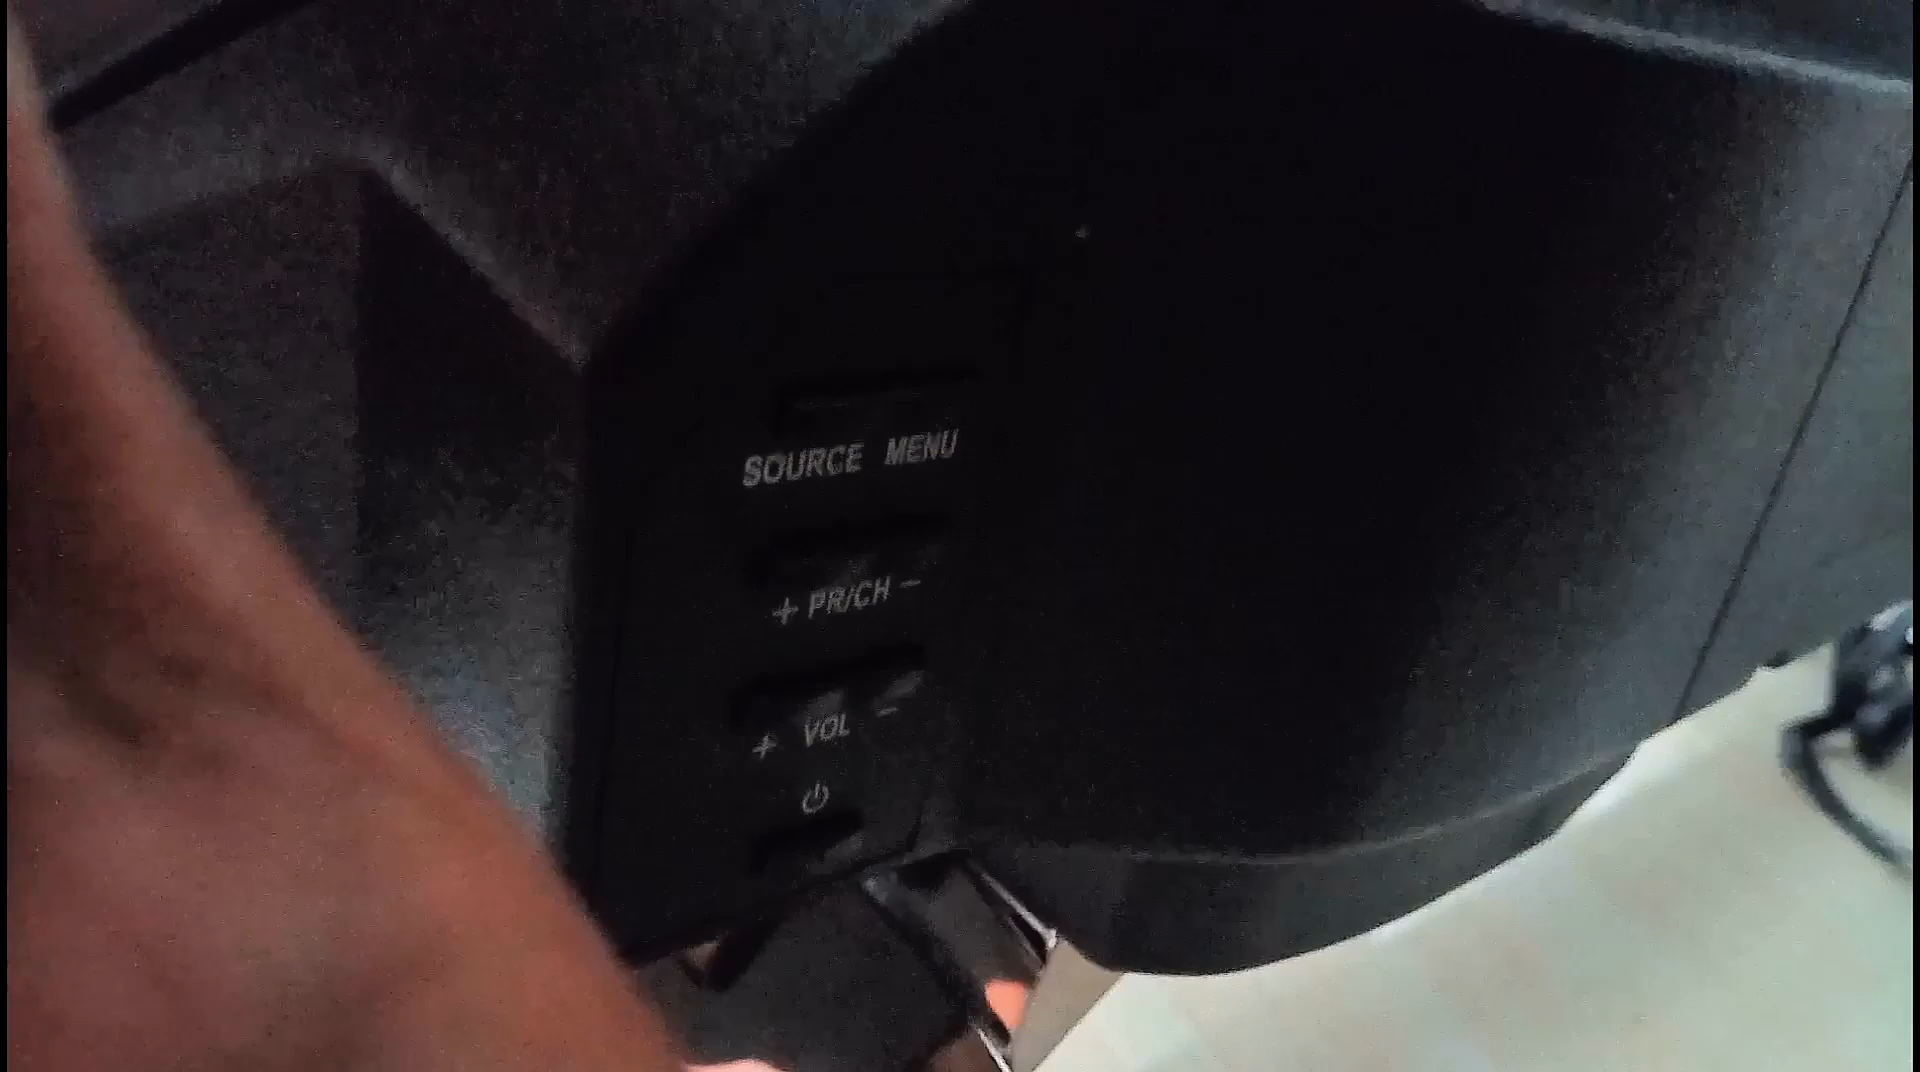 SOURCE MENU
+ PR/CH -
+ VOL -